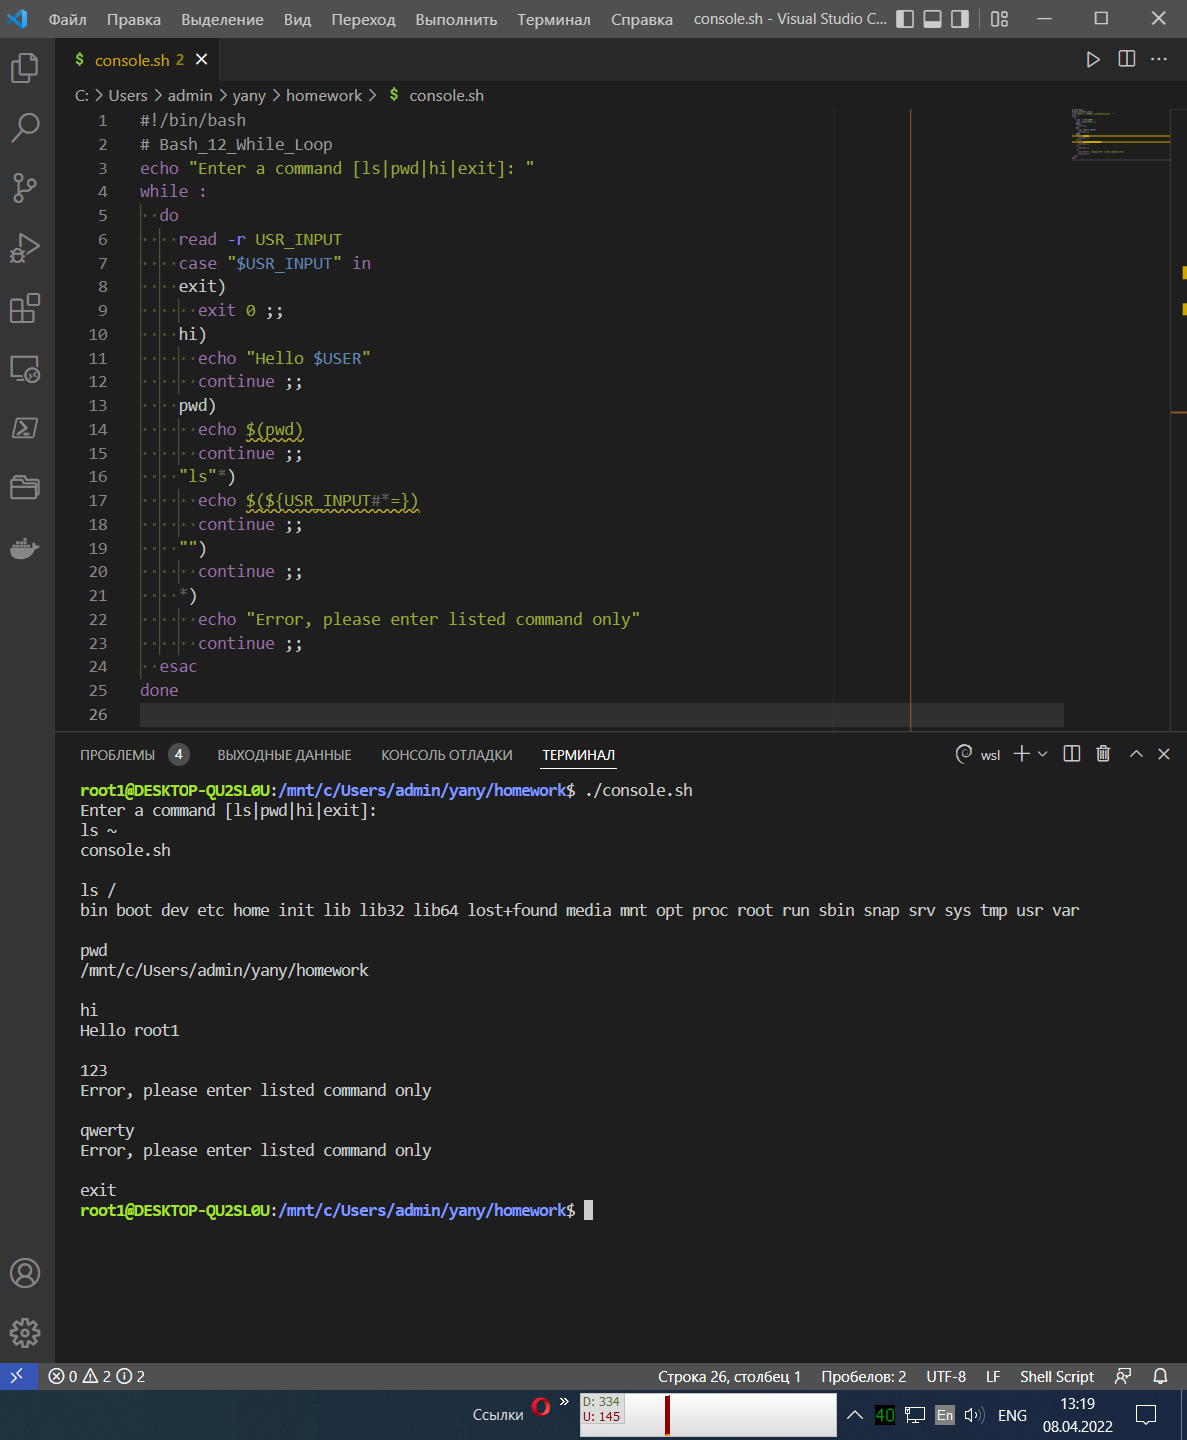 Файл Правка Выделение Вид Переход Выполнить Терминал Справка console.sh - Visual Studio C...
$ console.sh 2
C: > Users > admin > yany > homework > $ console.sh
1 #!/bin/bash
2 # Bash_12_While_Loop
3 echo "Enter a command [ls|pwd|hi|exit]: "
4 while :
5 do
6 read -r USR_INPUT
7 case "$USR_INPUT" in
8 exit)
9 exit 0 ;;
10 hi)
11 echo "Hello $USER"
12 continue ;;
13 pwd)
14 echo $(pwd)
15 continue ;;
16 "ls"*)
17 echo $(${USR_INPUT#*=})
18 continue ;;
19 "")
20 continue ;;
21 *)
22 echo "Error, please enter listed command only"
23 continue ;;
24 esac
25 done
26
ПРОБЛЕМЫ 4 ВЫХОДНЫЕ ДАННЫЕ КОНСОЛЬ ОТЛАДКИ ТЕРМИНАЛ wsl
root1@DESKTOP-QU2SL0U:/mnt/c/Users/admin/yany/homework$ ./console.sh
Enter a command [ls|pwd|hi|exit]:
ls ~
console.sh
ls /
bin boot dev etc home init lib lib32 lib64 lost+found media mnt opt proc root run sbin snap srv sys tmp usr var
pwd
/mnt/c/Users/admin/yany/homework
hi
Hello root1
123
Error, please enter listed command only
qwerty
Error, please enter listed command only
exit
root1@DESKTOP-QU2SL0U:/mnt/c/Users/admin/yany/homework$
0 2 2 Строка 26, столбец 1 Пробелов: 2 UTF-8 LF Shell Script
Ссылки » D: 334 40 En ENG 13:19
U: 145 08.04.2022